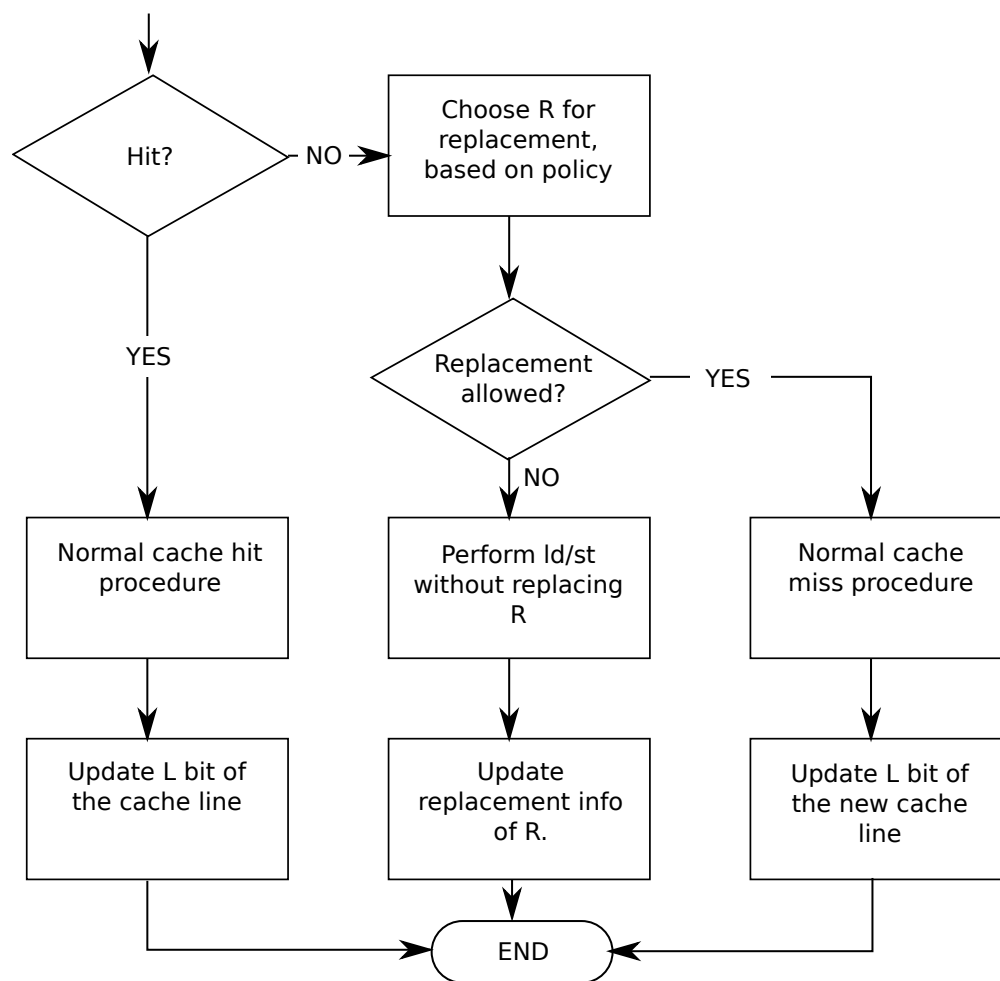 Hit?
NO
Choose R for
replacement,
based on policy
YES
Replacement
allowed?
YES
NO
Normal cache hit
procedure
Perform ld/st
without replacing
R
Normal cache
miss procedure
Update L bit of
the cache line
Update
replacement info
of R.
Update L bit of
the new cache
line
END